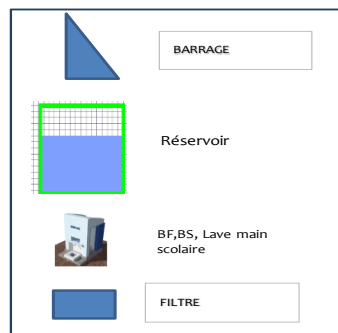 BARRAGE
Réservoir
BF,BS, Lave main
scolaire
FILTRE